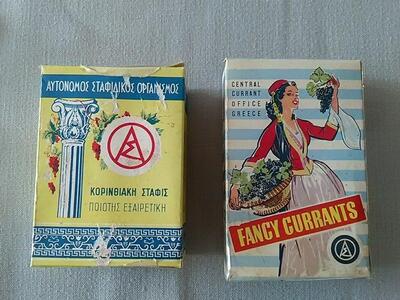 ΑΥΤΟΝΟΜΟΣ ΣΤΑΦΙΔΙΚΟΣ ΟΡΓΑΝΙΣΜΟΣ
ΚΟΡΙΝΘΙΑΚΗ ΣΤΑΦΙΣ
ΠΟΙΟΤΗΣ ΕΞΑΙΡΕΤΙΚΗ
CENTRAL
CURRANT
OFFICE
GREECE
FANCY CURRANTS